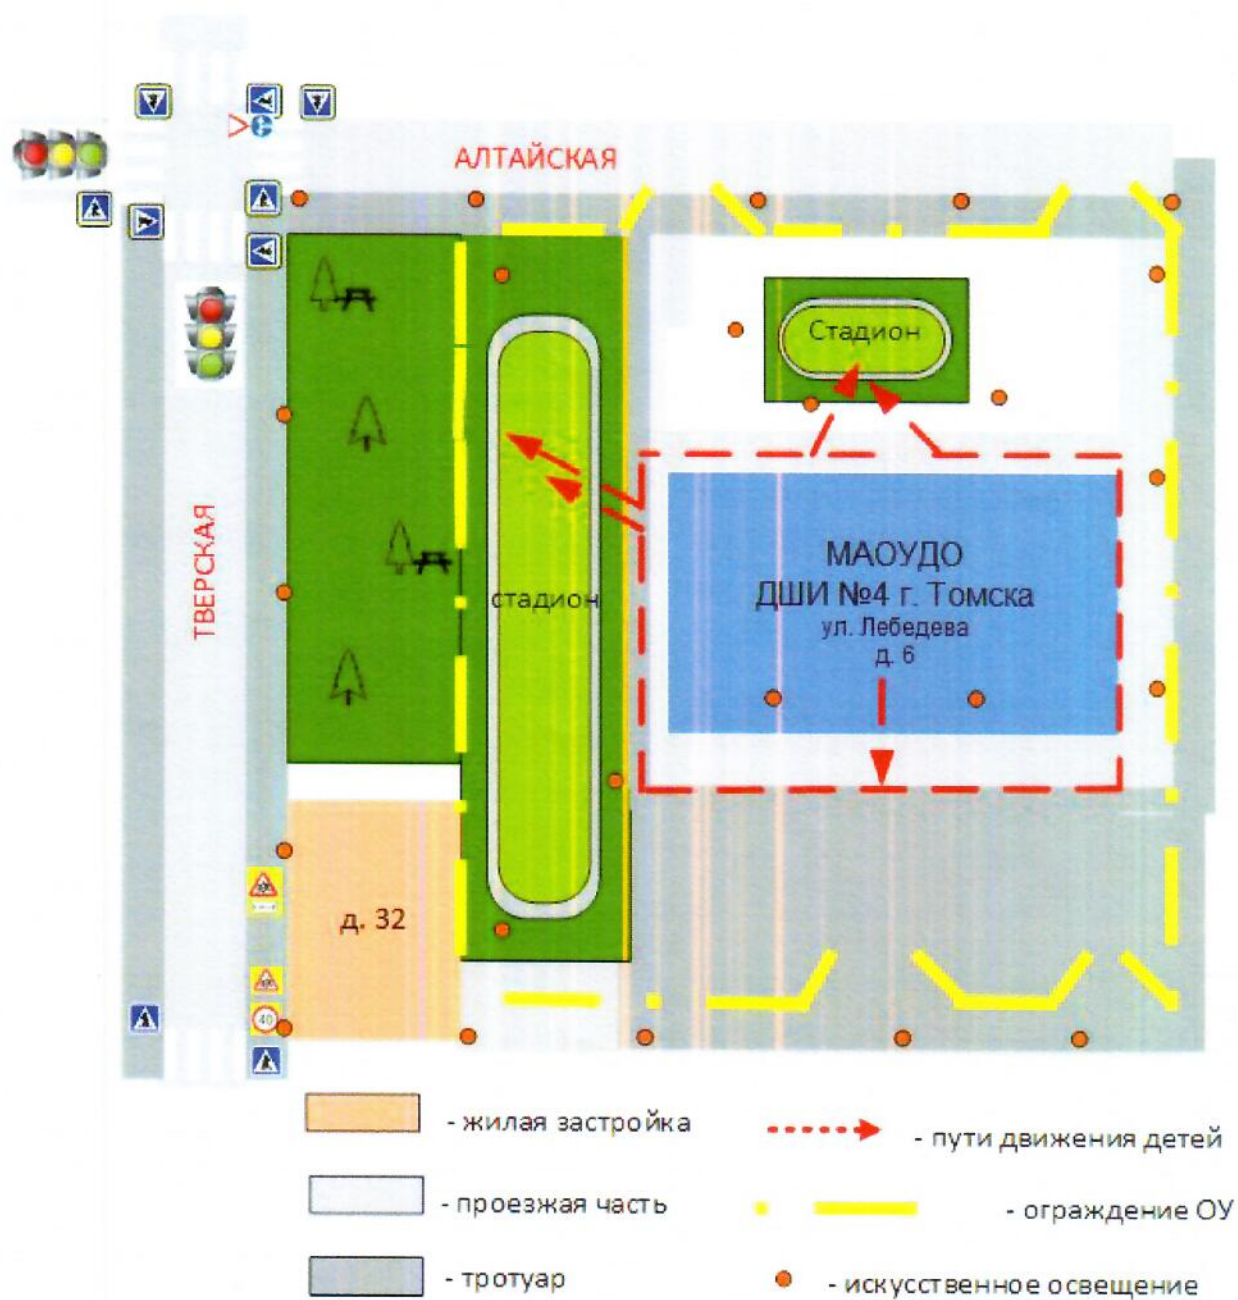 АЛТАЙСКАЯ
Стадион
ТВЕРСКАЯ
стадион
МАОУДО
ДШИ №4 г. Томска
ул. Лебедева
д. 6
д. 32
40
- жилая застройка
- пути движения детей
- проезжая часть
- ограждение ОУ
- тротуар
- искусственное освещение